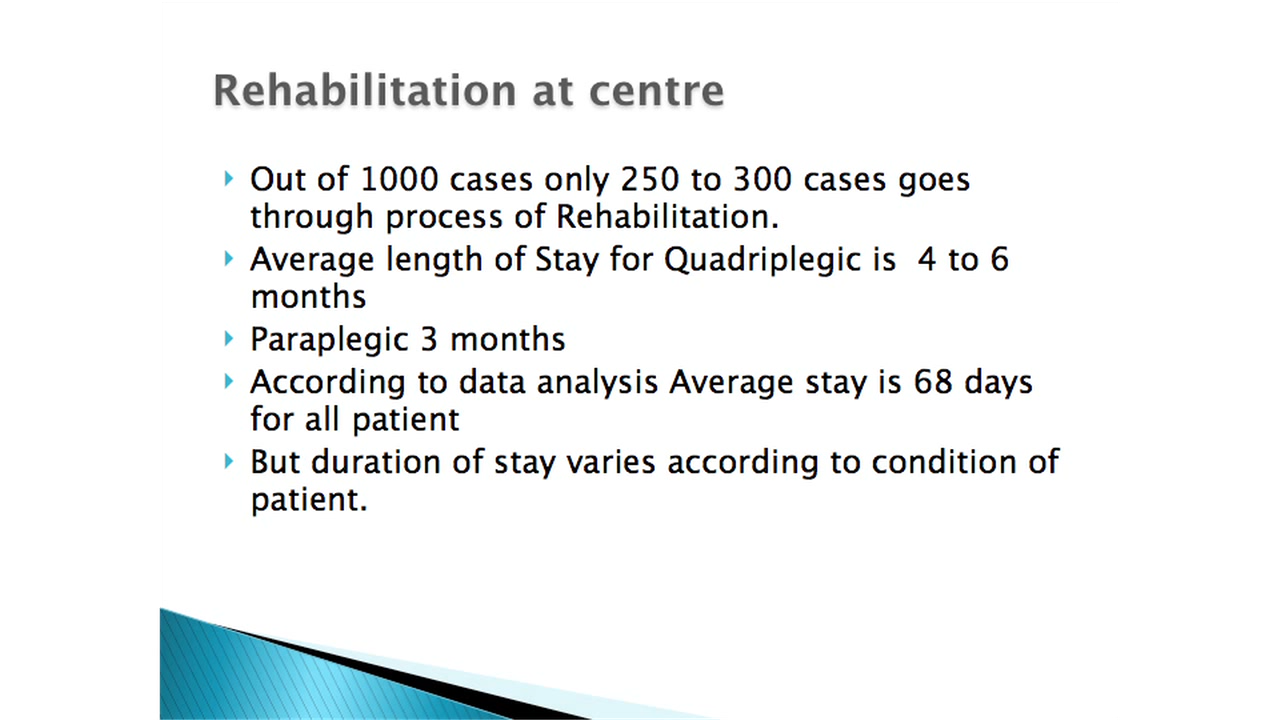 Rehabilitation at centre
Out of 1000 cases only 250 to 300 cases goes
through process of Rehabilitation.
Average length of Stay for Quadriplegic is  4 to 6
months
Paraplegic 3 months
According to data analysis Average stay is 68 days
for all patient
But duration of stay varies according to condition of
patient.